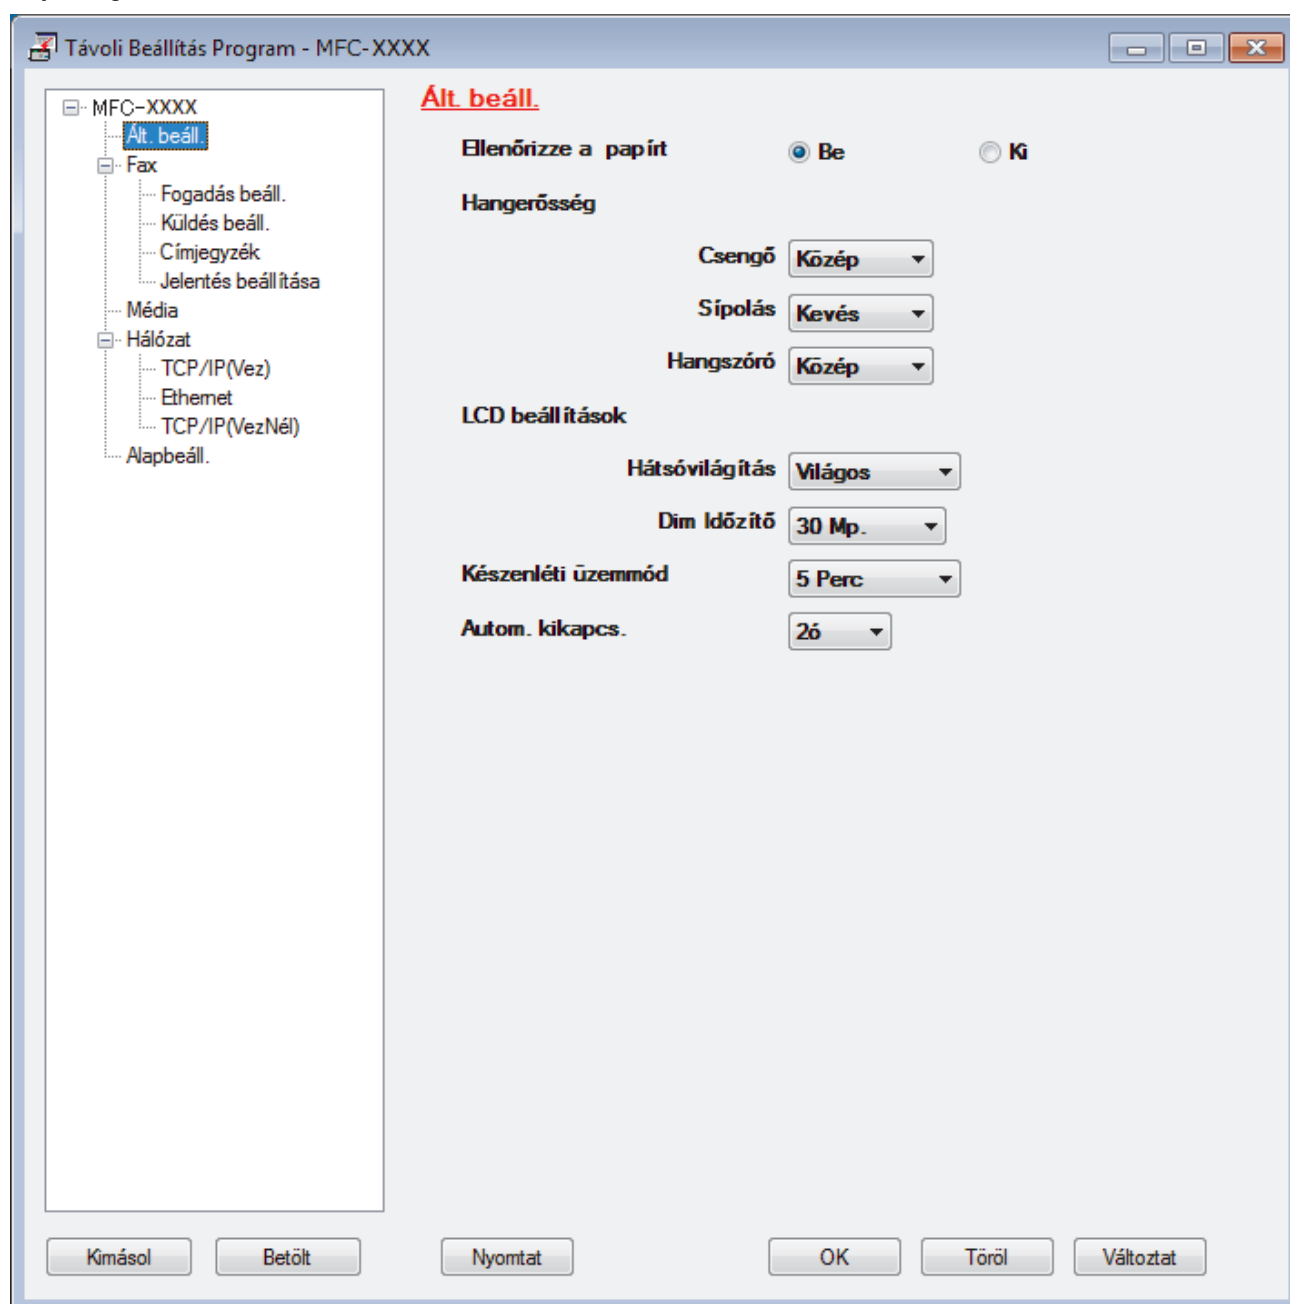 Távoli Beállítás Program - MFC-XXXX
MFC-XXXX
Ált. beáll.
Fax
Fogadás beáll.
Küldés beáll.
Címjegyzék
Jelentés beállítása
Média
Hálózat
TCP/IP(Vez)
Ethernet
TCP/IP(VezNél)
Alapbeáll.
Ált. beáll.
Ellenőrizze a papírt Be Ki
Hangerősség
Csengő Közép
Sípolás Kevés
Hangszóró Közép
LCD beállítások
Hátsóvilágítás Világos
Dim Időzítő 30 Mp.
Készenléti üzemmód 5 Perc
Autom. kikapcs. 2ó
Kimásol Betölt Nyomtat OK Töröl Változtat